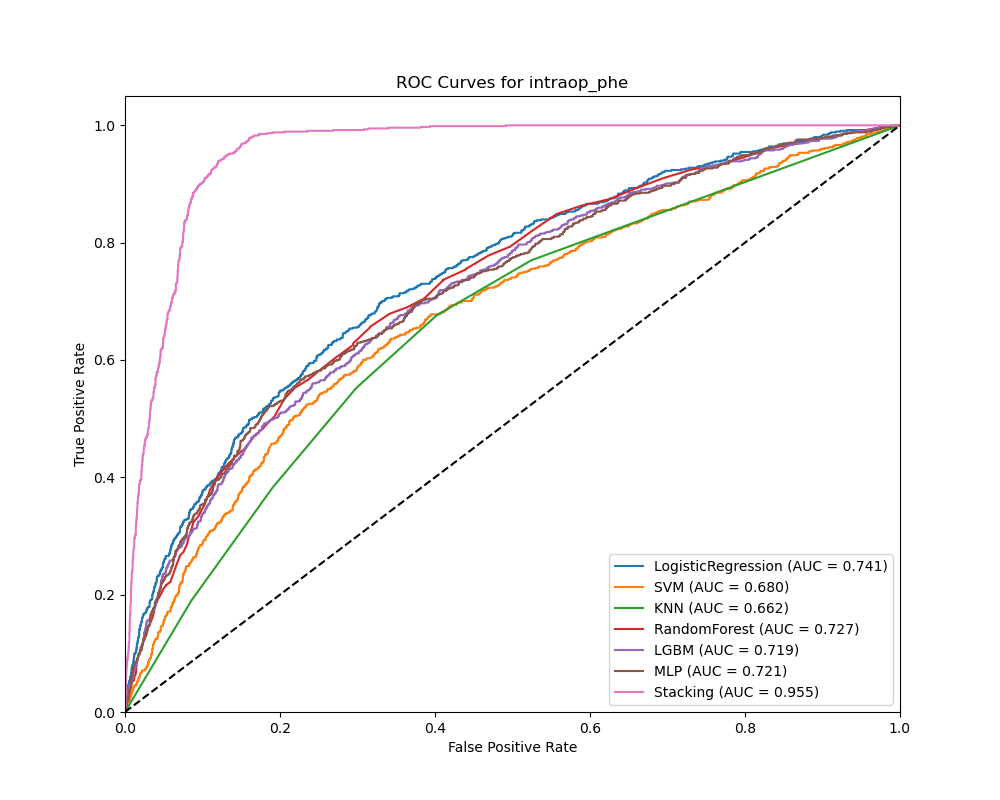 ROC Curves for intraop_phe
True Positive Rate
1.0
0.8
0.6
0.4
0.2
0.0
LogisticRegression (AUC = 0.741)
SVM (AUC = 0.680)
KNN (AUC = 0.662)
RandomForest (AUC = 0.727)
LGBM (AUC = 0.719)
MLP (AUC = 0.721)
Stacking (AUC = 0.955)
0.0 0.2 0.4 0.6 0.8 1.0
False Positive Rate